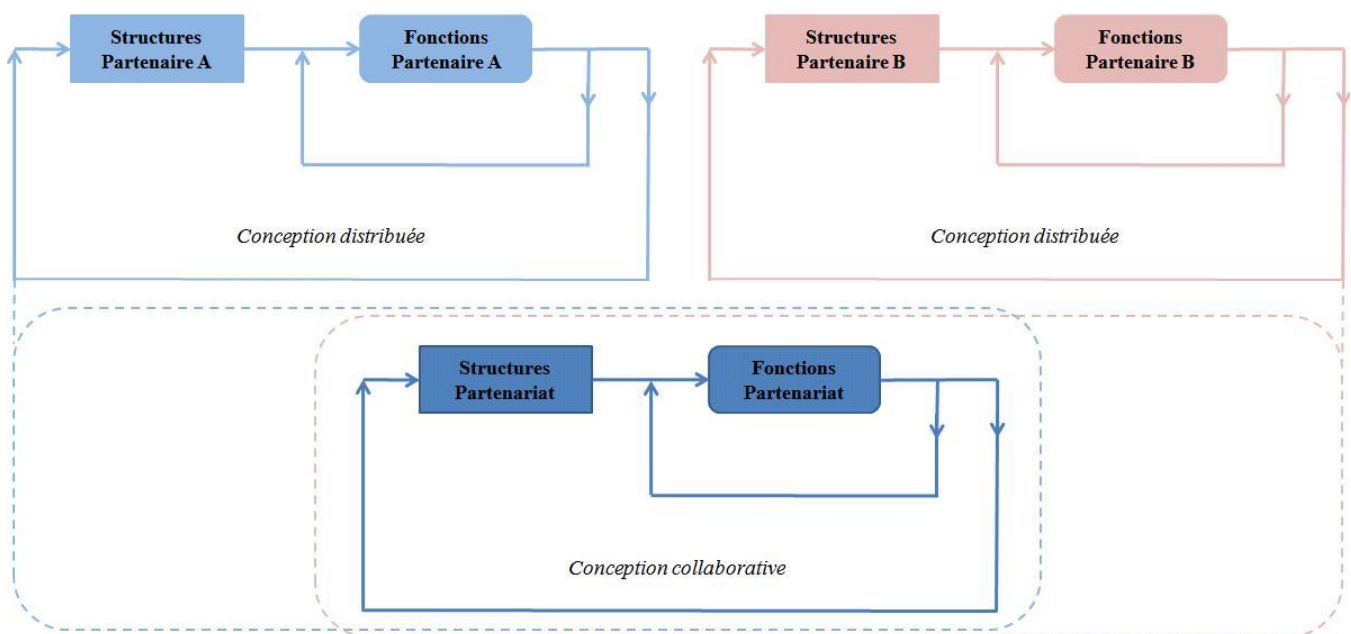 Structures
Partenaire A
Fonctions
Partenaire A
Structures
Partenaire B
Fonctions
Partenaire B
Conception distribuée
Conception distribuée
Structures
Partenariat
Fonctions
Partenariat
Conception collaborative